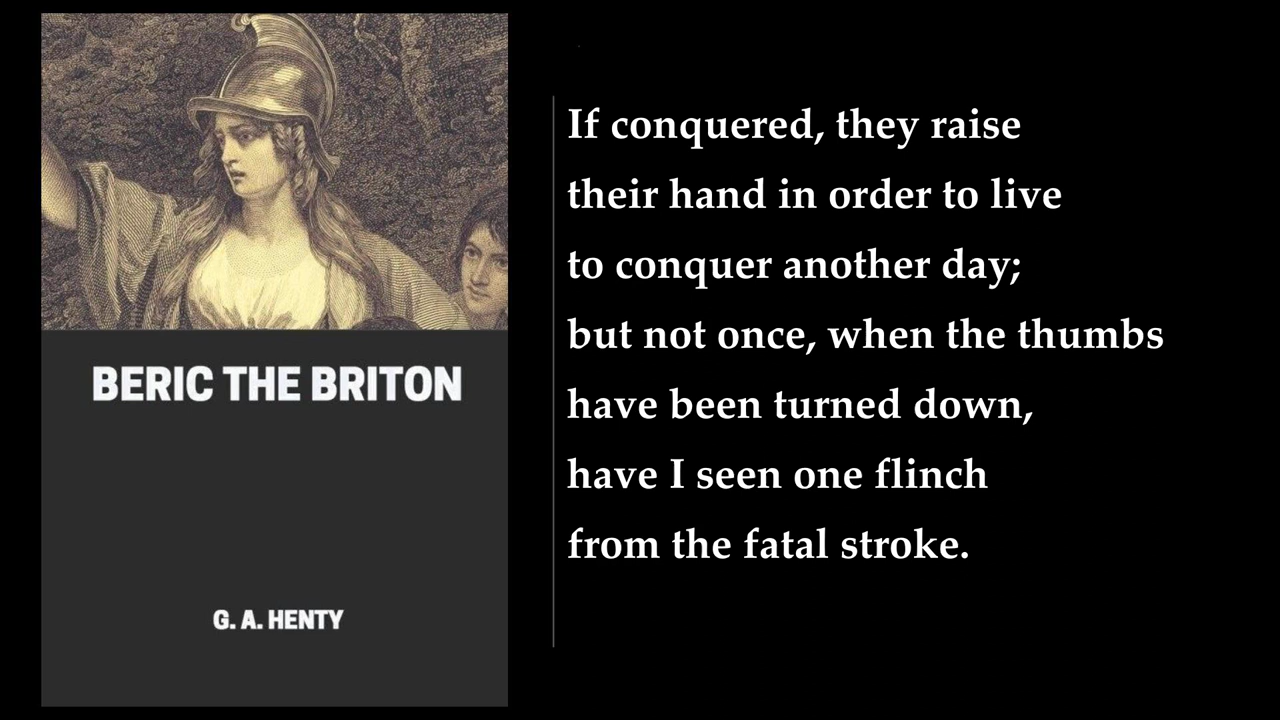 BERIC THE BRITON
G. A. HENTY
If conquered, they raise
their hand in order to live
to conquer another day;
but not once, when the thumbs
have been turned down,
have I seen one flinch
from the fatal stroke.